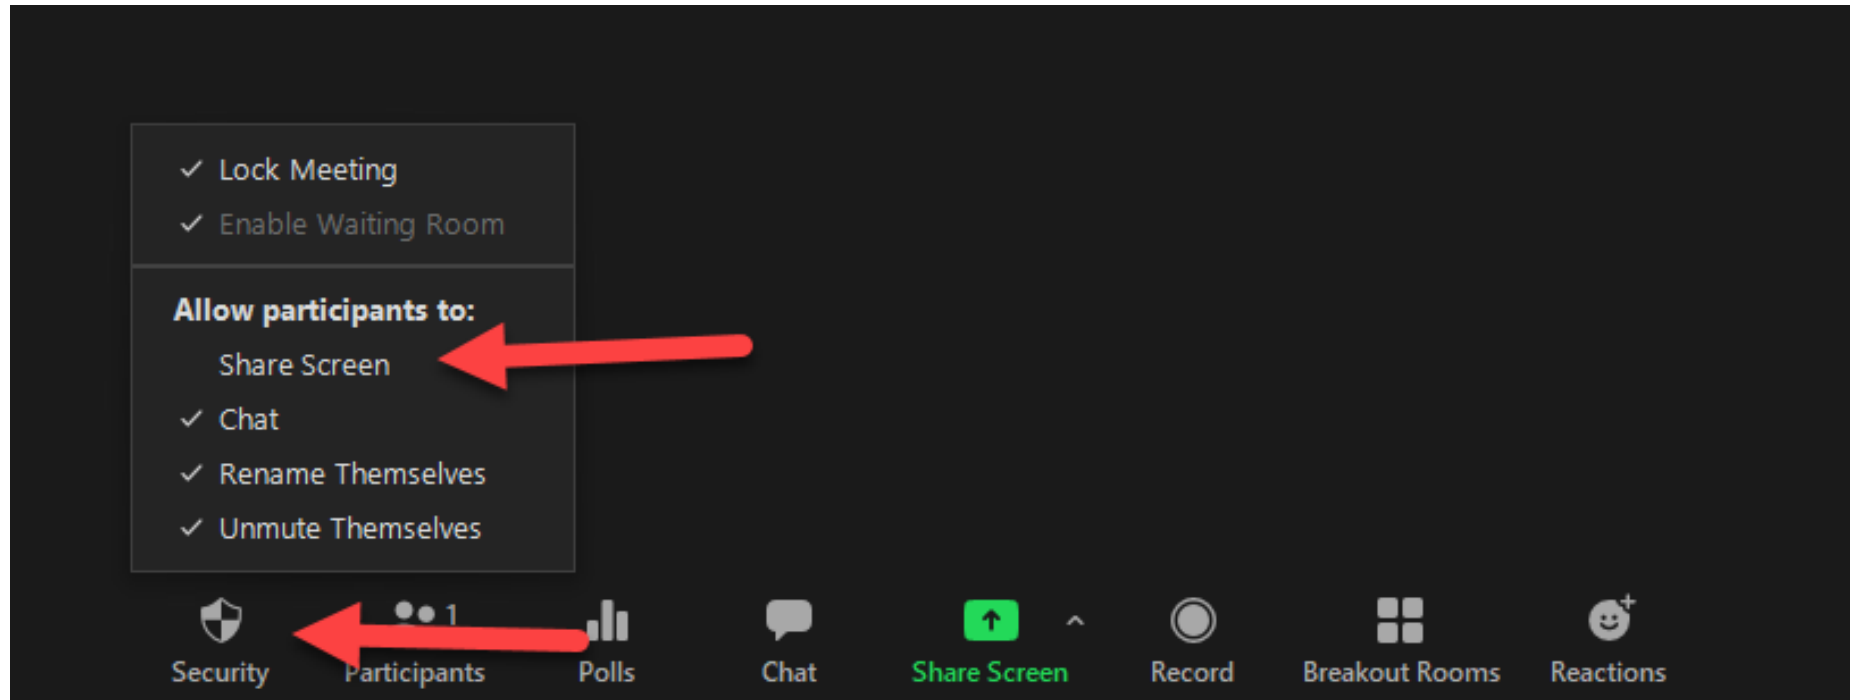 Lock Meeting
Enable Waiting Room
Allow participants to:
Share Screen
Chat
Rename Themselves
Unmute Themselves
1
Security
Participants
Polls
Chat
Share Screen
Record
Breakout Rooms
Reactions